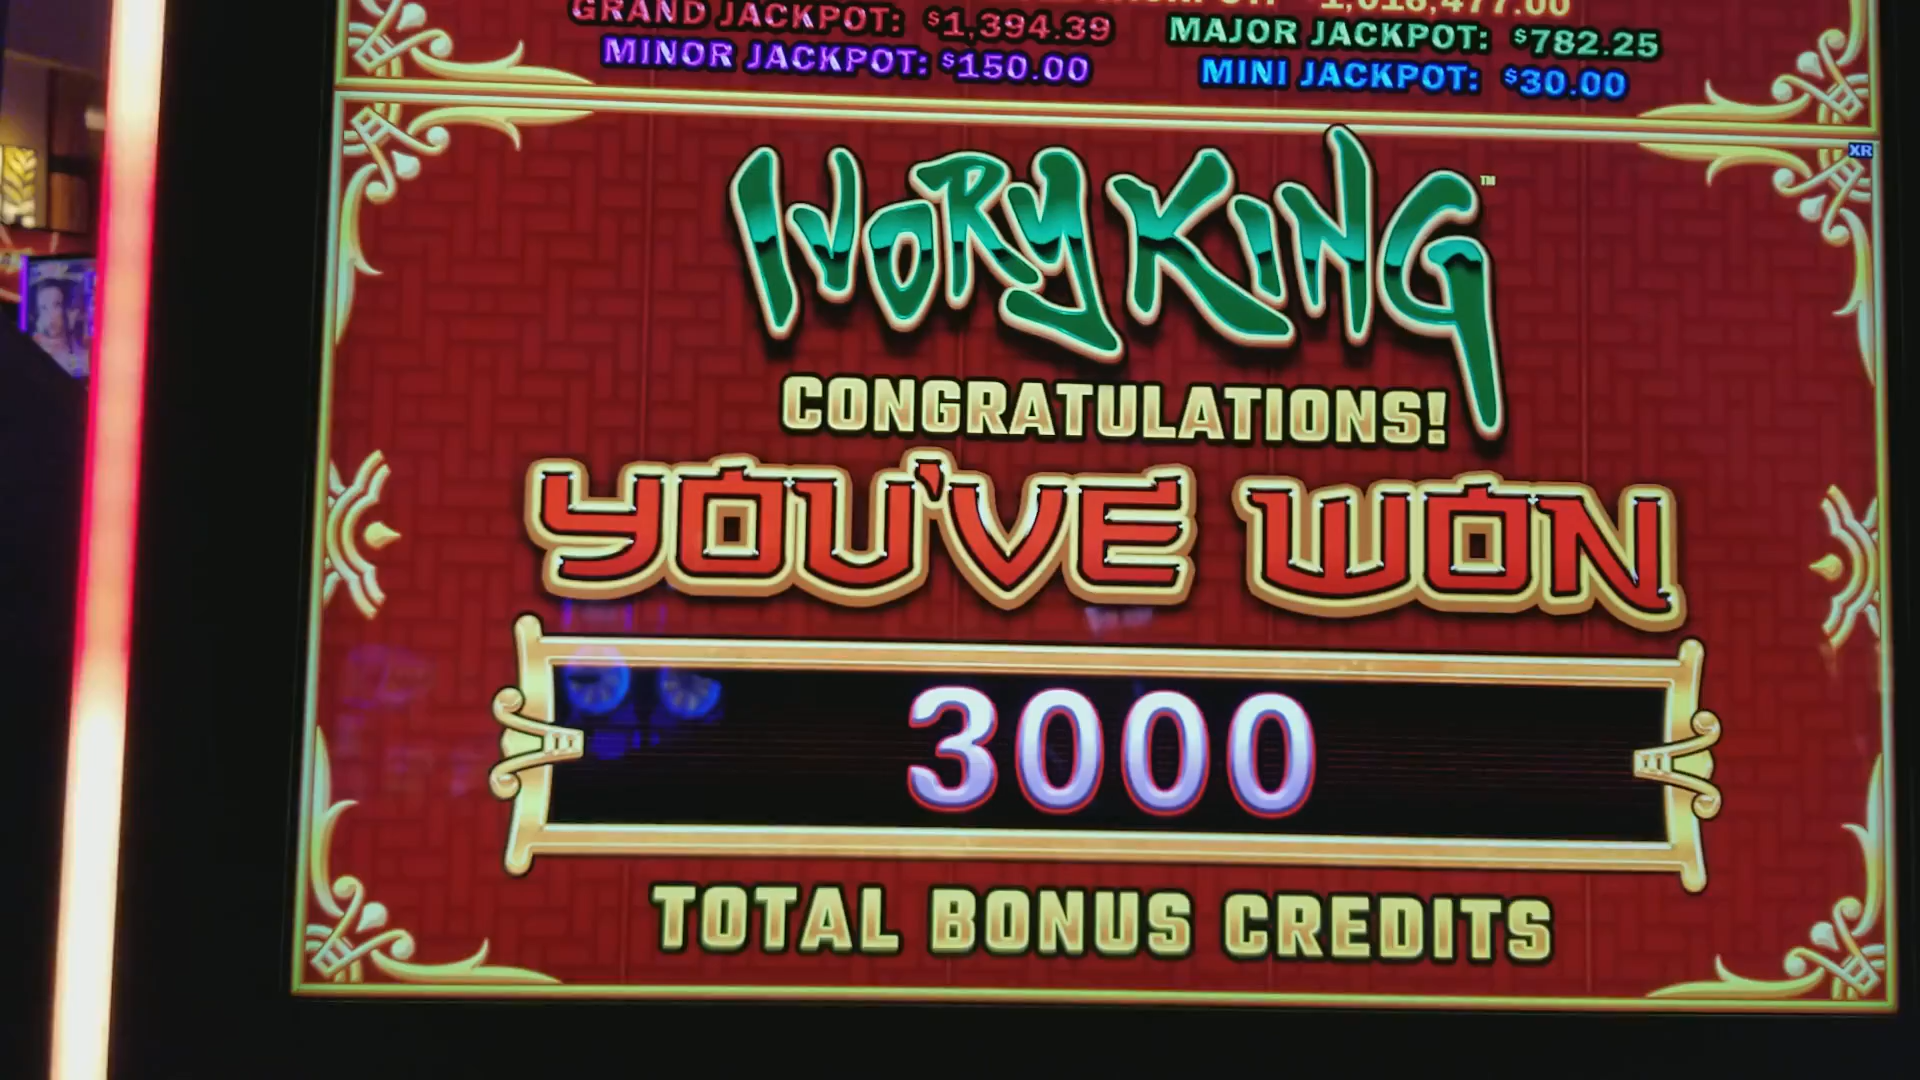 GRAND JACKPOT: $1,394.39
MAJOR JACKPOT: $782.25
MINOR JACKPOT: $150.00
MINI JACKPOT: $30.00
XR
IVORY KING™
CONGRATULATIONS!
YOU'VE WON
3000
TOTAL BONUS CREDITS